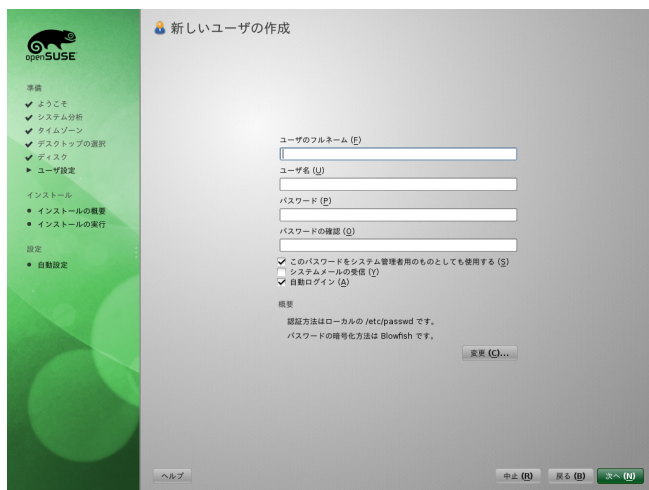 openSUSE
準備
ようこそ
システム分析
タイムゾーン
デスクトップの選択
ディスク
ユーザ設定
インストール
インストールの概要
インストールの実行
設定
自動設定
新しいユーザの作成
ユーザのフルネーム (F)
ユーザ名 (U)
パスワード (P)
パスワードの確認 (O)
このパスワードをシステム管理者用のものとしても使用する (S)
システムメールの受信 (Y)
自動ログイン (A)
概要
認証方法はローカルの /etc/passwd です。
パスワードの暗号化方法は Blowfish です。
変更 (C)...
ヘルプ
中止 (R)
戻る (B)
次へ (N)